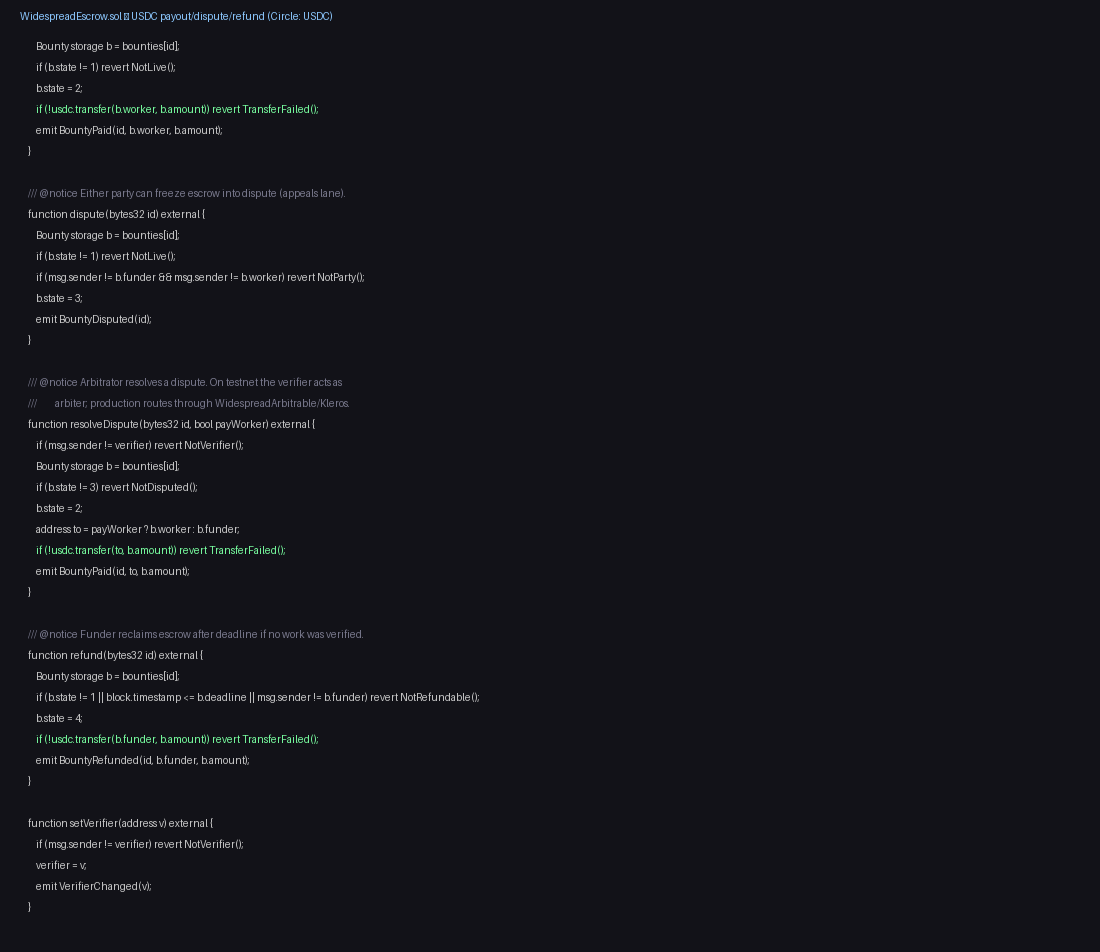 WidespreadEscrow.sol USDC payout/dispute/refund (Circle: USDC)
Bounty storage b = bounties[id];
if (b.state != 1) revert NotLive();
b.state = 2;
if (!usdc.transfer(b.worker, b.amount)) revert TransferFailed();
emit BountyPaid(id, b.worker, b.amount);
}
/// @notice Either party can freeze escrow into dispute (appeals lane).
function dispute(bytes32 id) external {
Bounty storage b = bounties[id];
if (b.state != 1) revert NotLive();
if (msg.sender != b.funder && msg.sender != b.worker) revert NotParty();
b.state = 3;
emit BountyDisputed(id);
}
/// @notice Arbitrator resolves a dispute. On testnet the verifier acts as
/// arbiter; production routes through WidespreadArbitrable/Kleros.
function resolveDispute(bytes32 id, bool payWorker) external {
if (msg.sender != verifier) revert NotVerifier();
Bounty storage b = bounties[id];
if (b.state != 3) revert NotDisputed();
b.state = 2;
address to = payWorker ? b.worker : b.funder;
if (!usdc.transfer(to, b.amount)) revert TransferFailed();
emit BountyPaid(id, to, b.amount);
}
/// @notice Funder reclaims escrow after deadline if no work was verified.
function refund(bytes32 id) external {
Bounty storage b = bounties[id];
if (b.state != 1 || block.timestamp <= b.deadline || msg.sender != b.funder) revert NotRefundable();
b.state = 4;
if (!usdc.transfer(b.funder, b.amount)) revert TransferFailed();
emit BountyRefunded(id, b.funder, b.amount);
}
function setVerifier(address v) external {
if (msg.sender != verifier) revert NotVerifier();
verifier = v;
emit VerifierChanged(v);
}